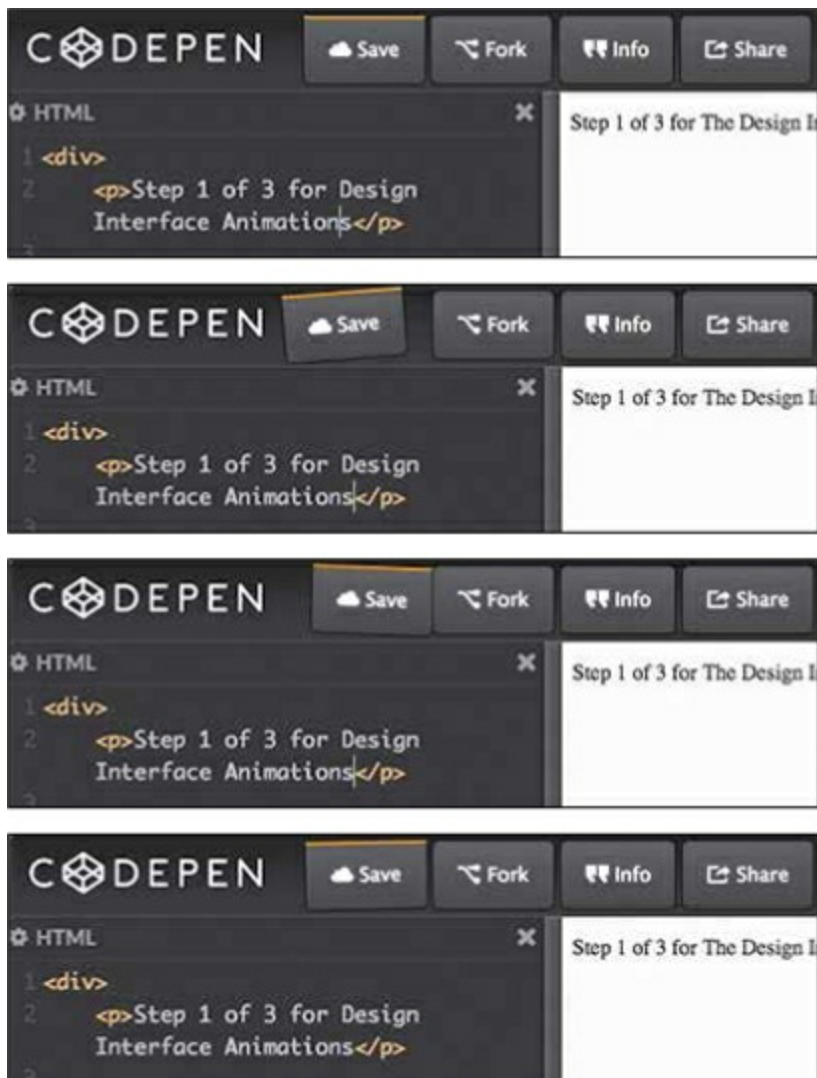 CODEPEN Save Fork Info Share
HTML
Step 1 of 3 for The Design I
1 <div>
2 <p>Step 1 of 3 for Design
Interface Animations</p>
3
CODEPEN Save Fork Info Share
HTML
Step 1 of 3 for The Design I
1 <div>
2 <p>Step 1 of 3 for Design
Interface Animations</p>
3
CODEPEN Save Fork Info Share
HTML
Step 1 of 3 for The Design I
1 <div>
2 <p>Step 1 of 3 for Design
Interface Animations</p>
3
CODEPEN Save Fork Info Share
HTML
Step 1 of 3 for The Design I
1 <div>
2 <p>Step 1 of 3 for Design
Interface Animations</p>
3